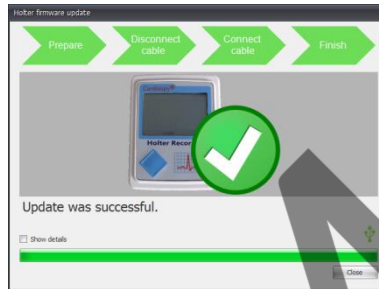 Holter firmware update
Prepare
Disconnect
cable
Connect
cable
Finish
Holter Recor
Update was successful.
Show details
Close